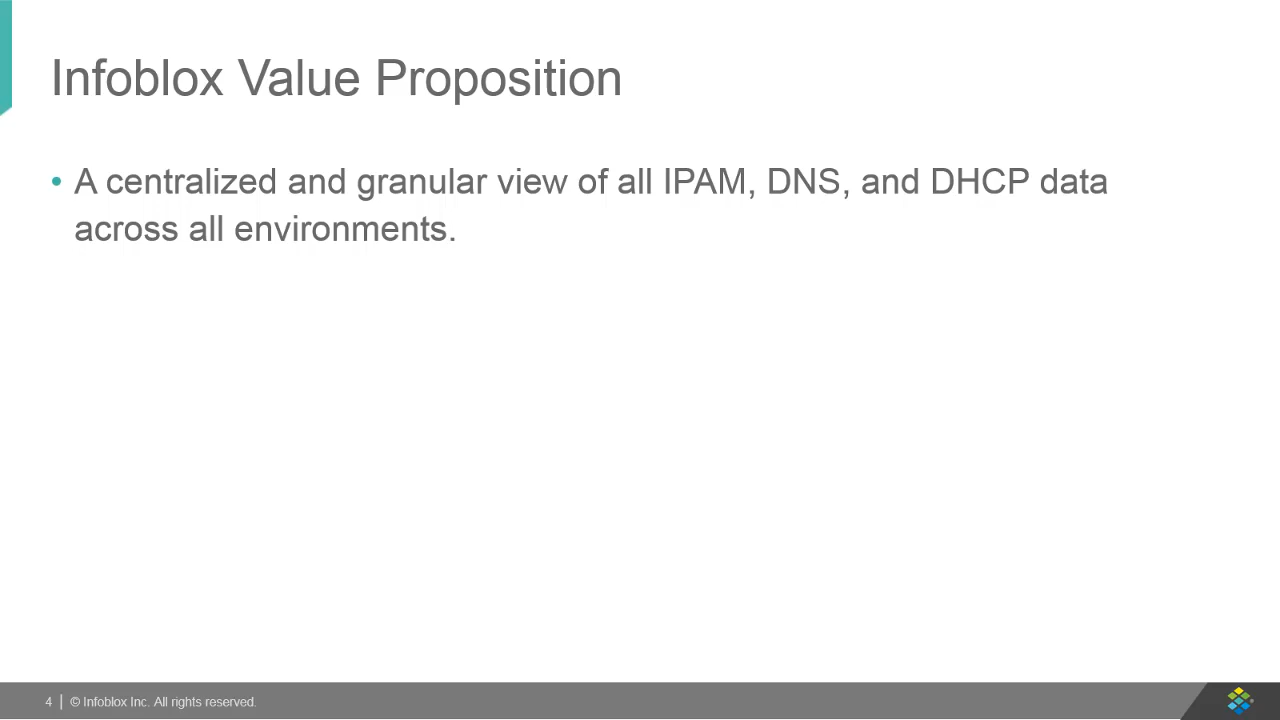 Infoblox Value Proposition
• A centralized and granular view of all IPAM, DNS, and DHCP data
across all environments.
4 | © Infoblox Inc. All rights reserved.